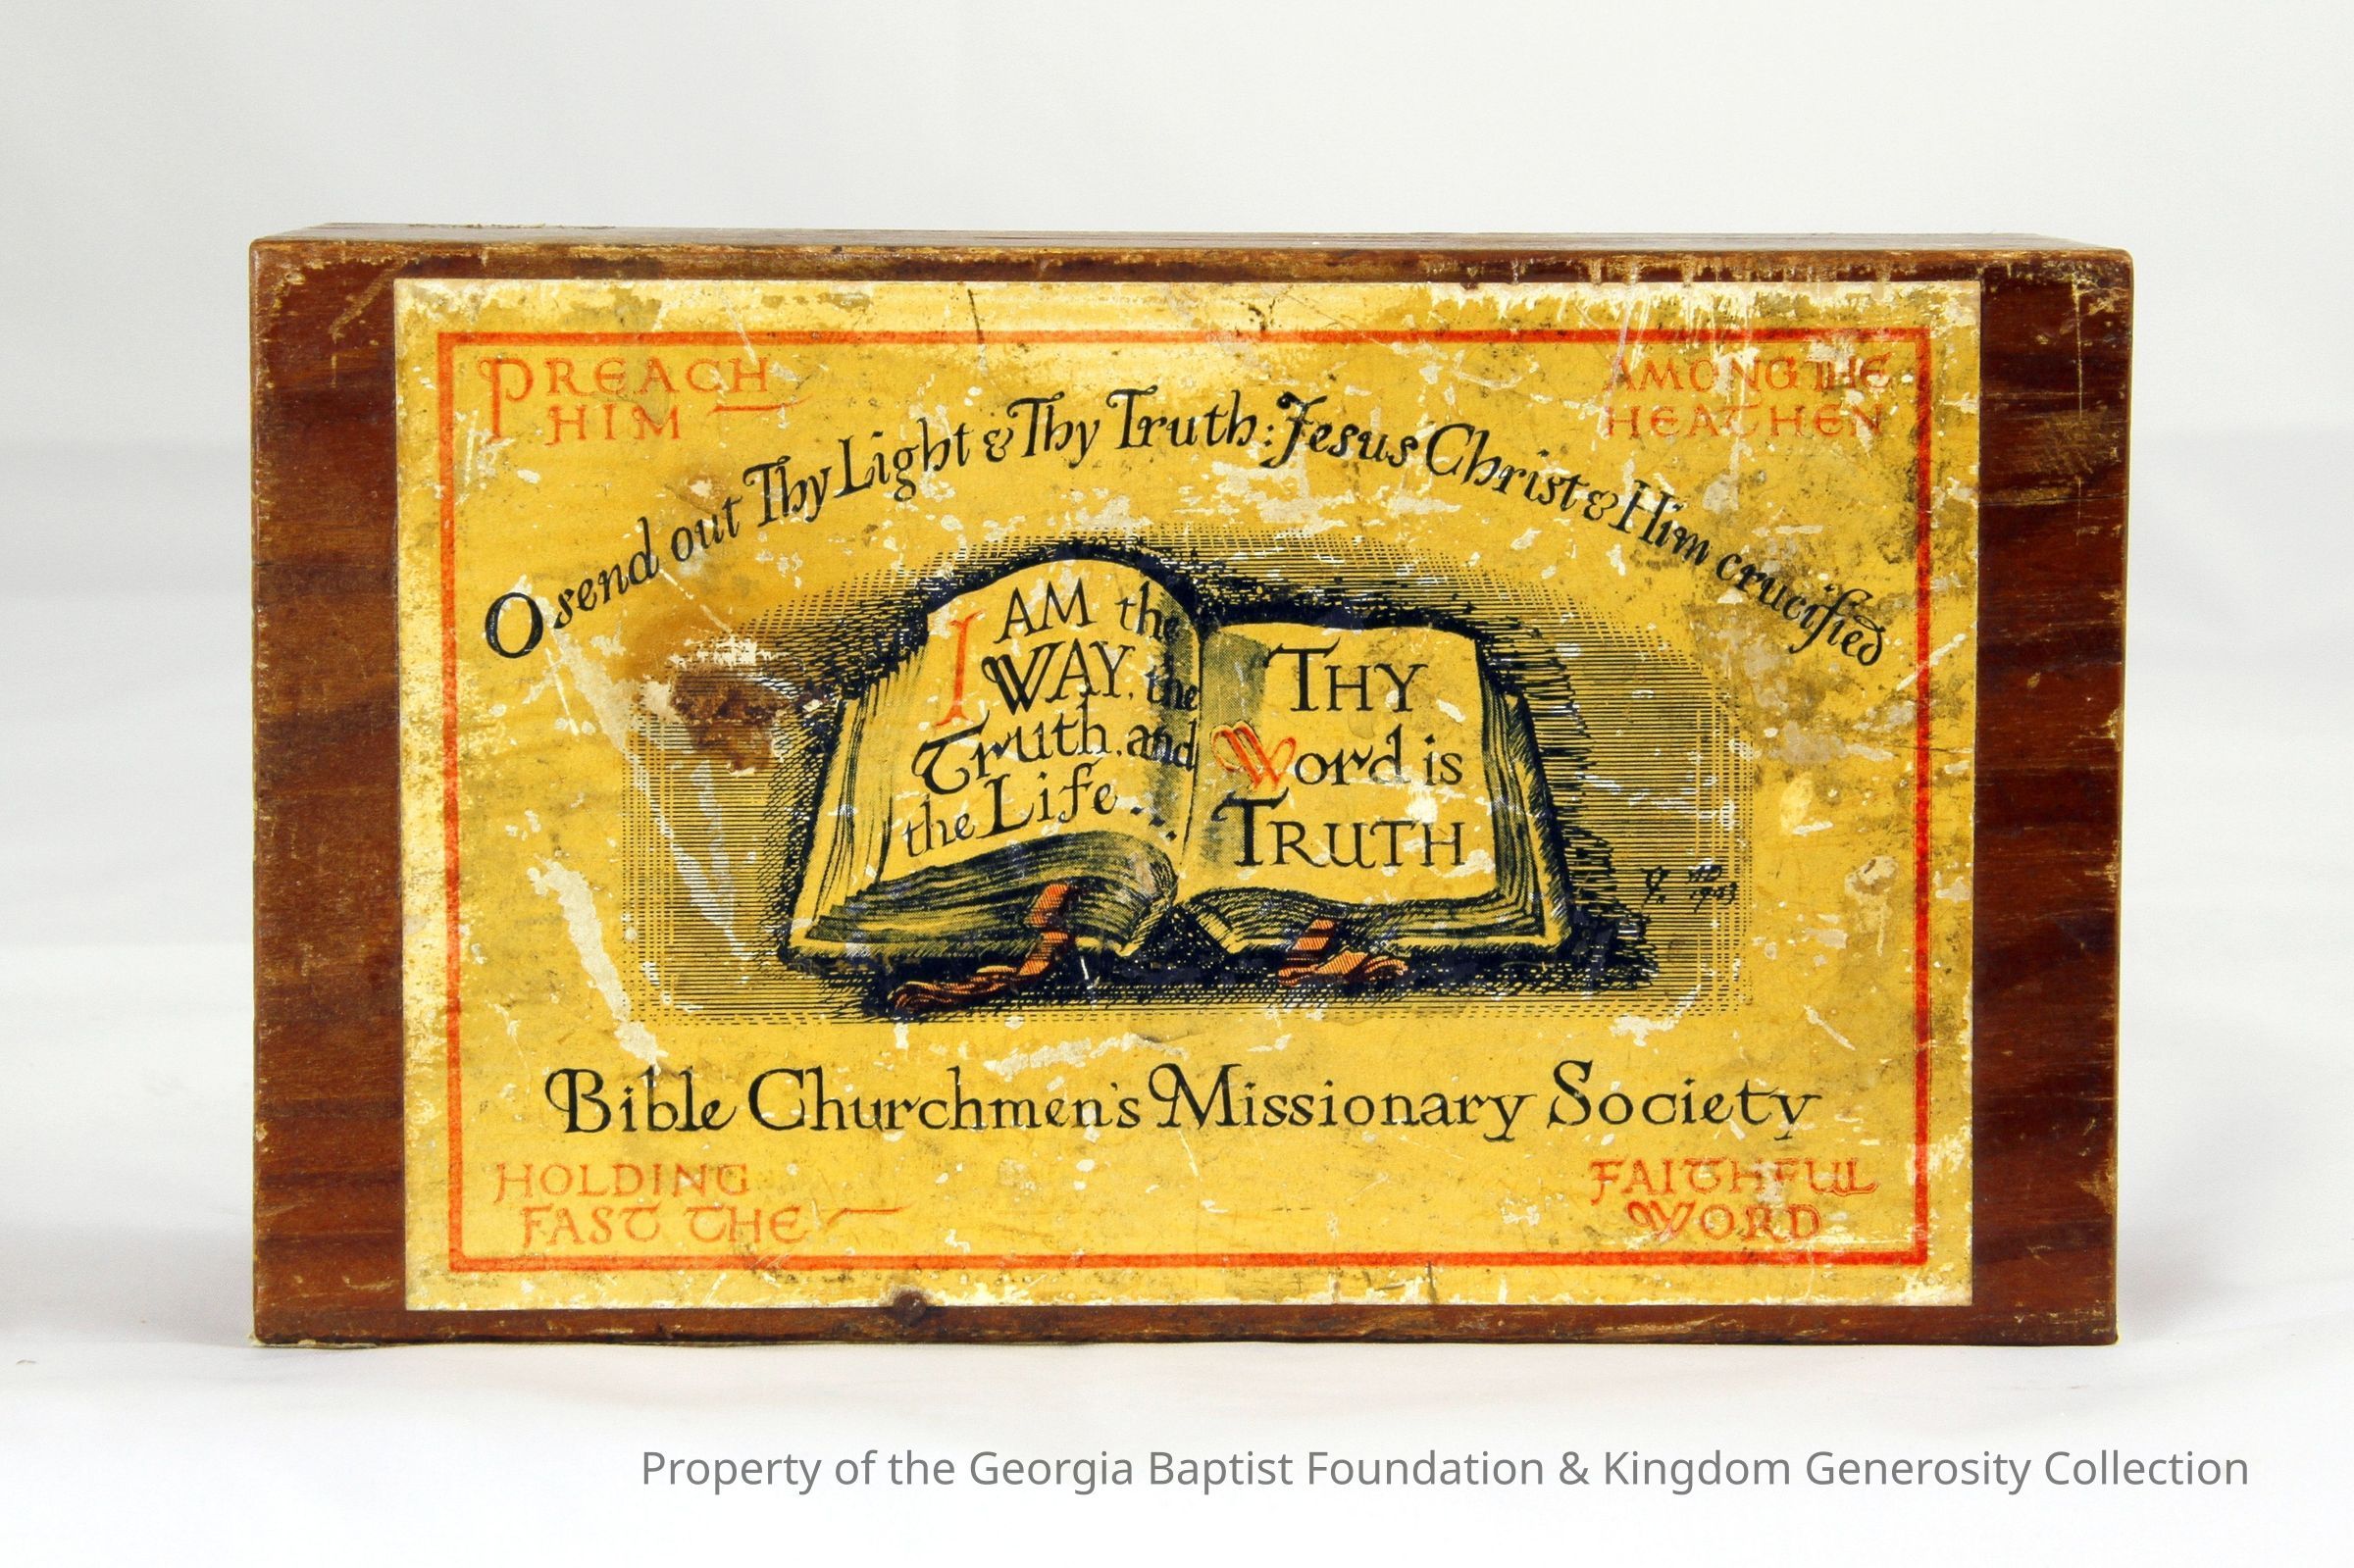 PREACH
HIM
AMONG THE
HEATHEN
O send out Thy Light & Thy Truth: Jesus Christ & Him crucified
I AM the
WAY, the
Truth, and
the Life...
THY
Word is
TRUTH
Bible Churchmen's Missionary Society
HOLDING
FAST THE
FAITHFUL
WORD
Property of the Georgia Baptist Foundation & Kingdom Generosity Collection